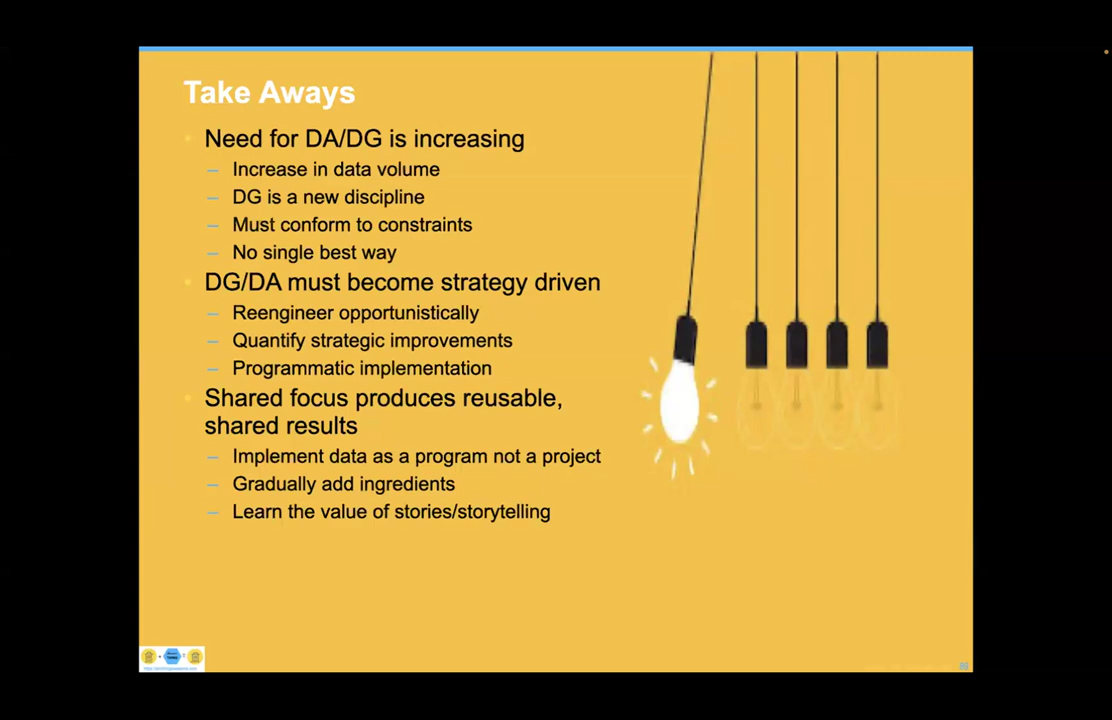 Take Aways
• Need for DA/DG is increasing
– Increase in data volume
– DG is a new discipline
– Must conform to constraints
– No single best way
• DG/DA must become strategy driven
– Reengineer opportunistically
– Quantify strategic improvements
– Programmatic implementation
• Shared focus produces reusable,
shared results
– Implement data as a program not a project
– Gradually add ingredients
– Learn the value of stories/storytelling